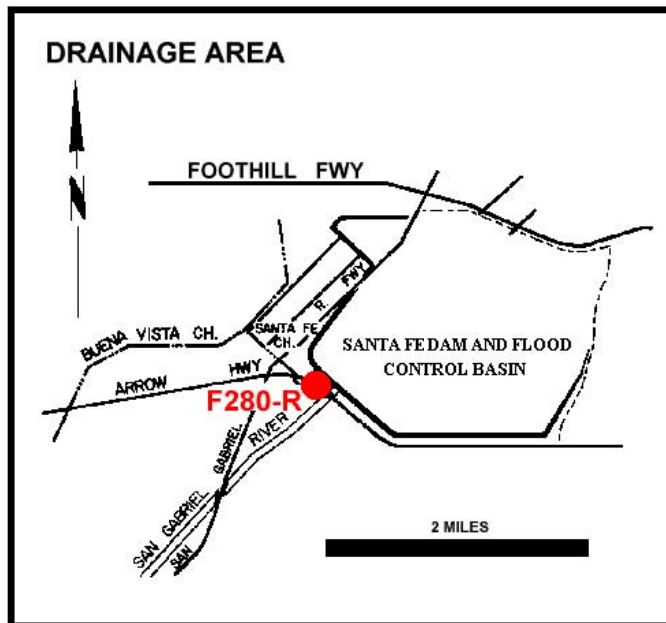 DRAINAGE AREA
N
FOOTHILL FWY
BUENA VISTA CH.
SANTA FE
CH.
R. FWY
SANTA FE DAM AND FLOOD
CONTROL BASIN
ARROW HWY
F280-R
SAN GABRIEL RIVER
SAN GABRIEL
2 MILES